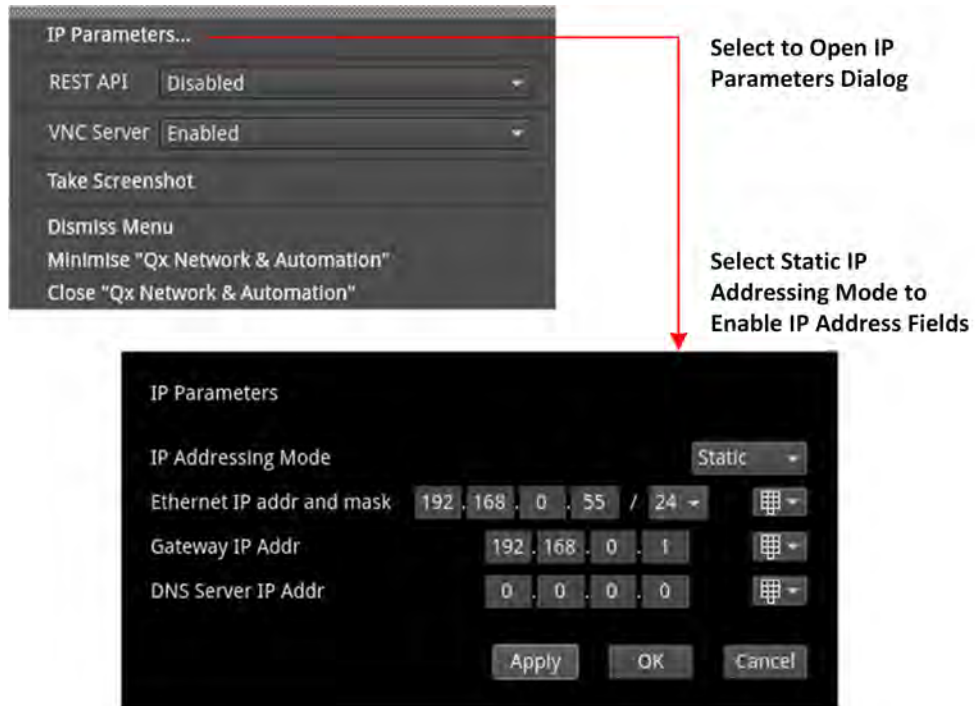 IP Parameters...
REST API Disabled
VNC Server Enabled
Take Screenshot
Dismiss Menu
Minimise "Qx Network & Automation"
Close "Qx Network & Automation"
Select to Open IP
Parameters Dialog
Select Static IP
Addressing Mode to
Enable IP Address Fields
IP Parameters
IP Addressing Mode Static
Ethernet IP addr and mask 192 . 168 . 0 . 55 / 24
Gateway IP Addr 192 . 168 . 0 . 1
DNS Server IP Addr 0 . 0 . 0 . 0
Apply OK Cancel